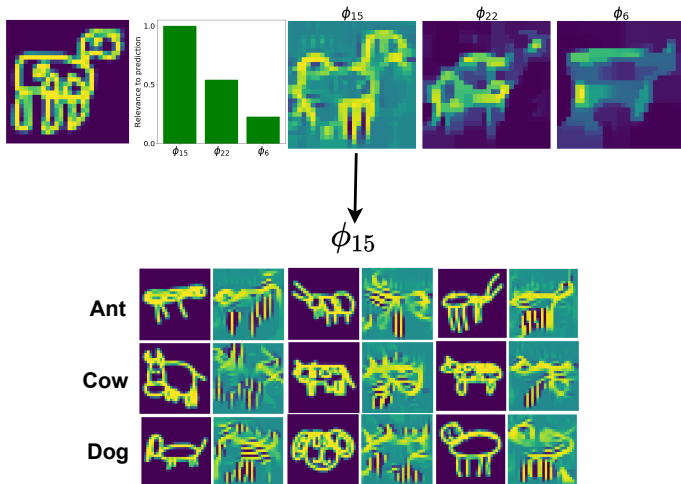 ϕ15 ϕ22 ϕ6
Relevance to prediction
1.0
0.5
0.0
ϕ15 ϕ22 ϕ6
ϕ15
Ant
Cow
Dog